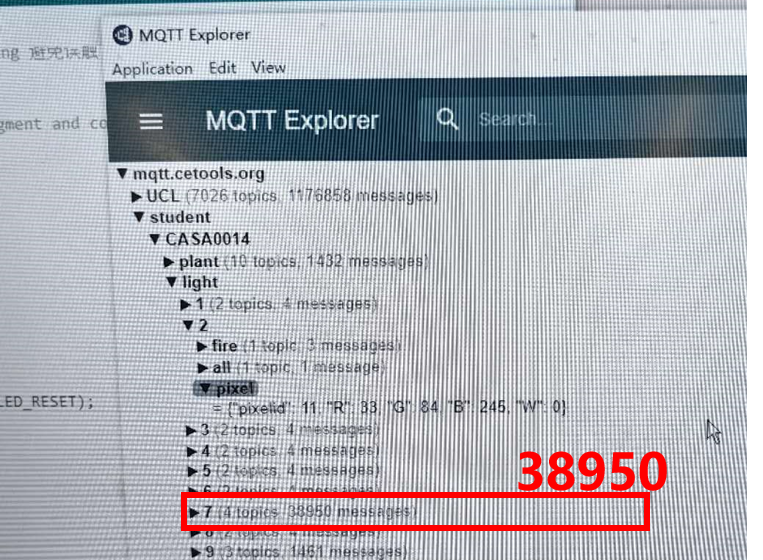 MQTT Explorer
ng
Application Edit View
gment and co
MQTT Explorer
Search...
▼ mqtt.cetools.org
▶ UCL (7026 topics, 1176858 messages)
▼ student
▼ CASA0014
▶ plant (10 topics, 1432 messages)
▼ light
▶ 1 (2 topics, 4 messages)
▼ 2
▶ fire (1 topic, 3 messages)
▶ all (1 topic, 1 message)
▼ pixel
LED_RESET);
= {"pixelid": 11, "R": 33, "G": 84, "B": 245, "W": 0}
▶ 3 (2 topics, 4 messages)
▶ 4 (2 topics, 4 messages)
▶ 5 (2 topics, 4 messages)
38950
▶ 6 (2 topics, 4 messages)
▶ 7 (4 topics, 38950 messages)
▶ 8 (2 topics, 4 messages)
▶ 9 (3 topics, 1461 messages)